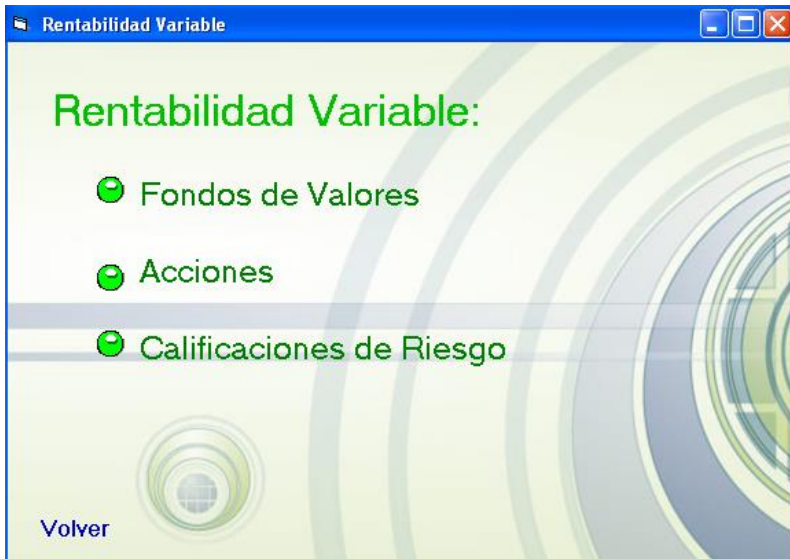 Rentabilidad Variable
Rentabilidad Variable:
Fondos de Valores
Acciones
Calificaciones de Riesgo
Volver